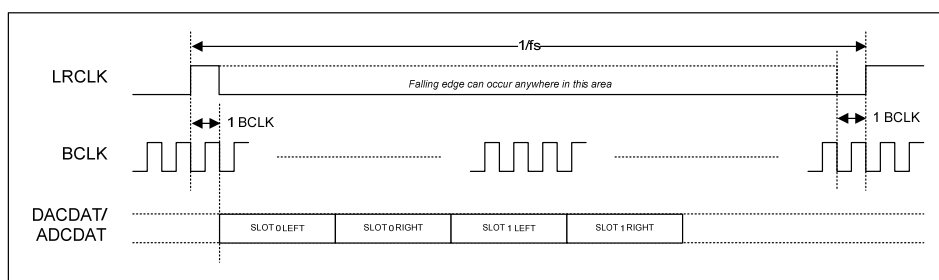 1/fs
LRCLK
Falling edge can occur anywhere in this area
1 BCLK
1 BCLK
BCLK
DACDAT/
ADCDAT
SLOT 0 LEFT
SLOT 0 RIGHT
SLOT 1 LEFT
SLOT 1 RIGHT